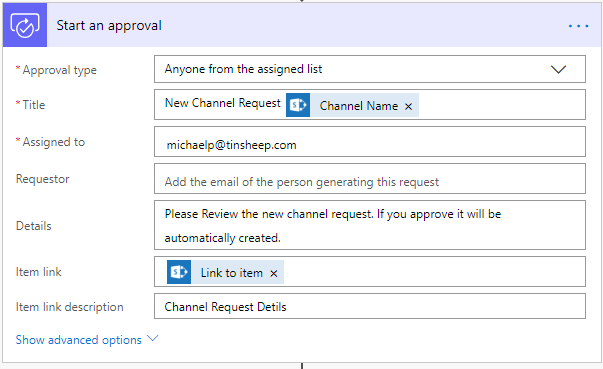 Start an approval
* Approval type
Anyone from the assigned list
* Title
New Channel Request Channel Name ×
* Assigned to
michaelp@tinsheep.com
Requestor
Add the email of the person generating this request
Details
Please Review the new channel request. If you approve it will be
automatically created.
Item link
Link to item ×
Item link description
Channel Request Detils
Show advanced options